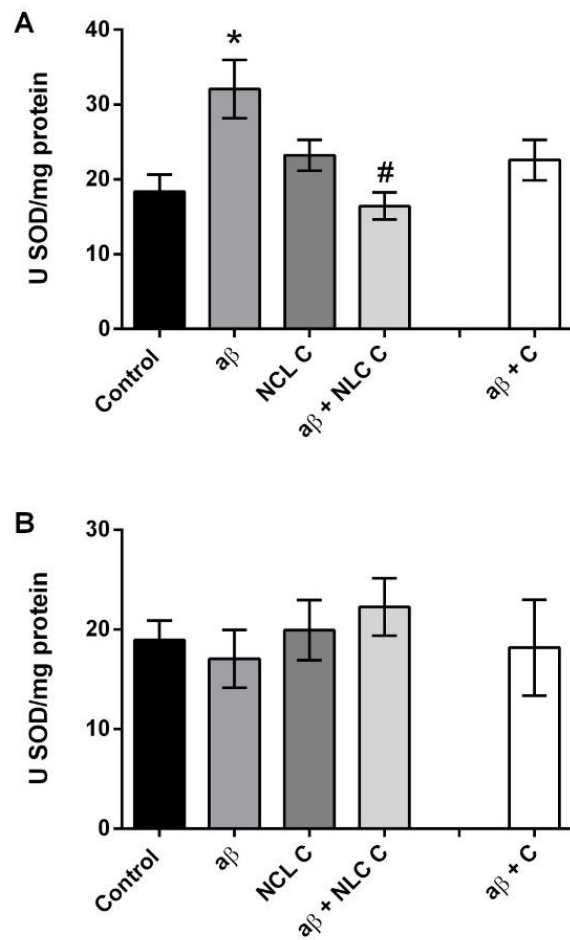 A
U SOD/mg protein
40
30
20
10
0
*
#
Control
aβ
NCL C
aβ + NLC C
aβ + C
B
U SOD/mg protein
30
20
10
0
Control
aβ
NCL C
aβ + NLC C
aβ + C